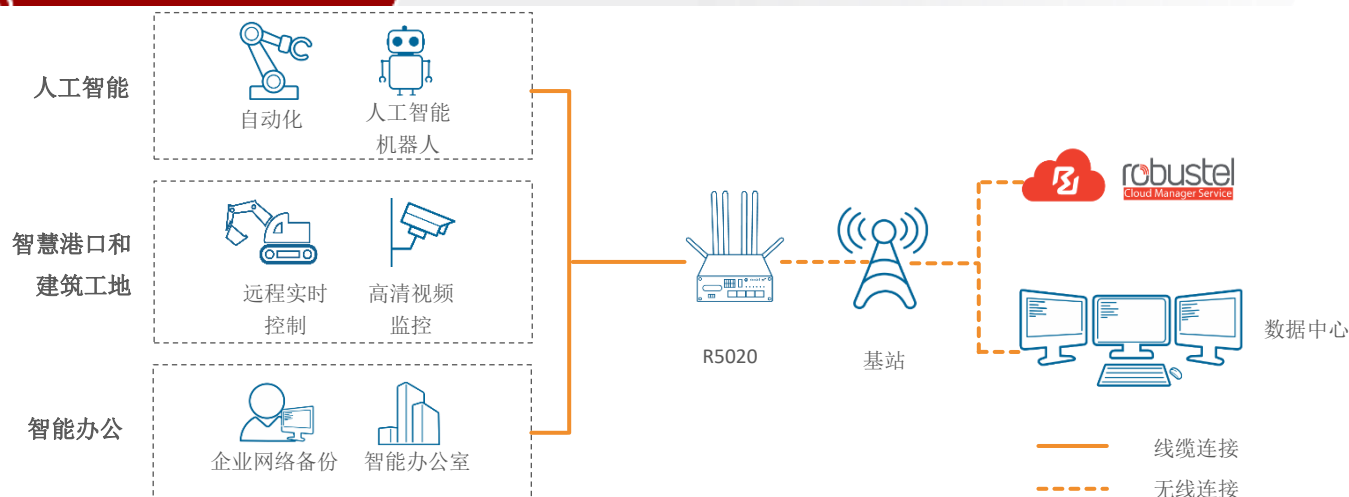 人工智能
自动化
人工智能
机器人
智慧港口和
建筑工地
远程实时
控制
高清视频
监控
智能办公
企业网络备份
智能办公室
R5020
基站
robustel
Cloud Manager Service
数据中心
线缆连接
无线连接